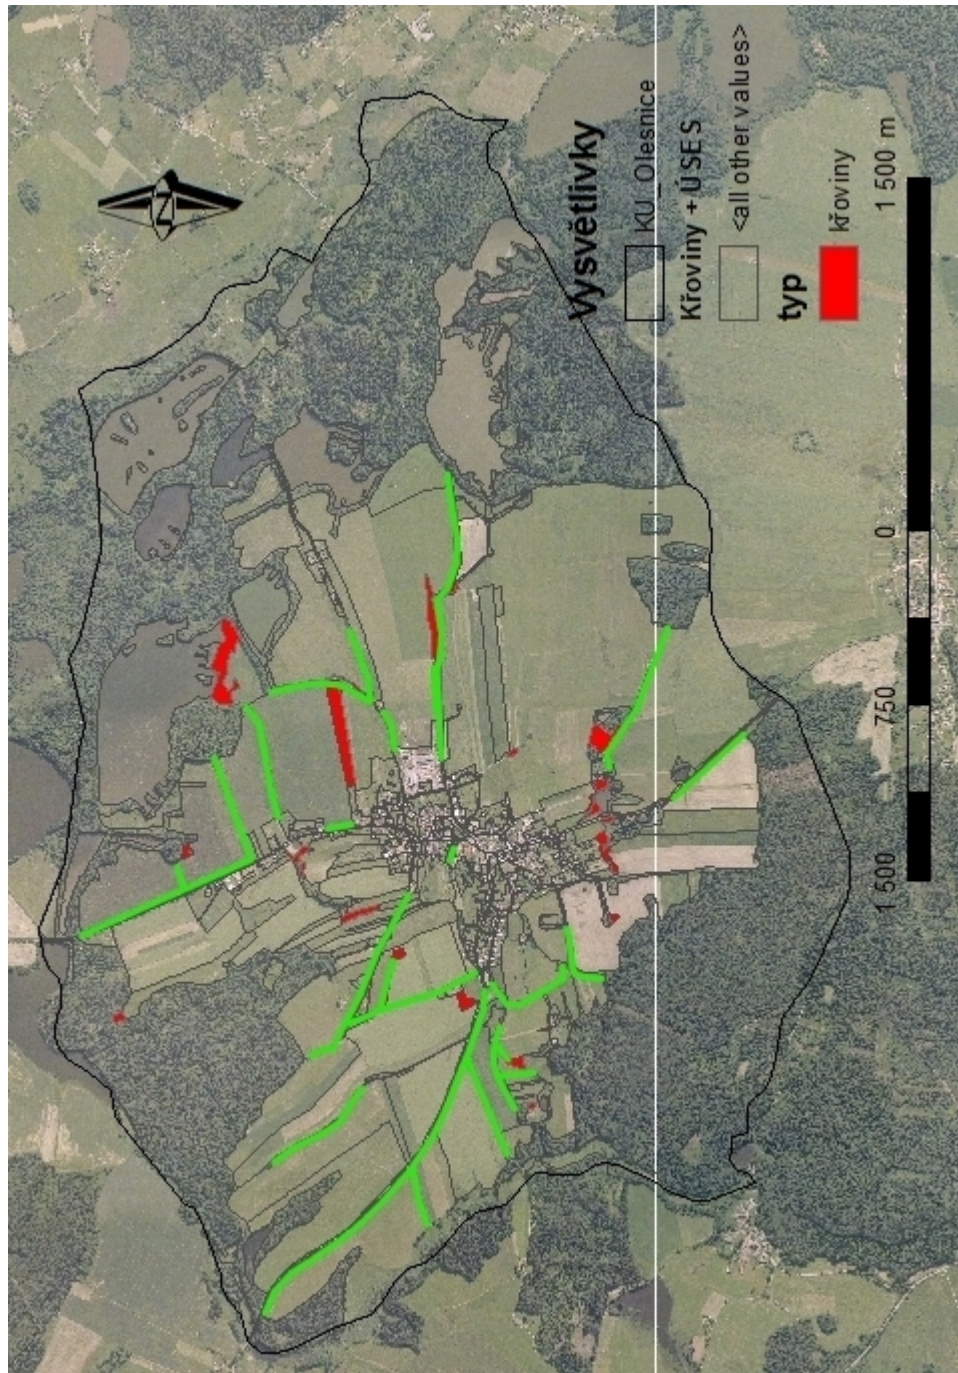 Z
Vysvětlivky
KU_Olesnice
Křoviny + ÚSES
<all other values>
typ
křoviny
1 500
750
0
1 500 m